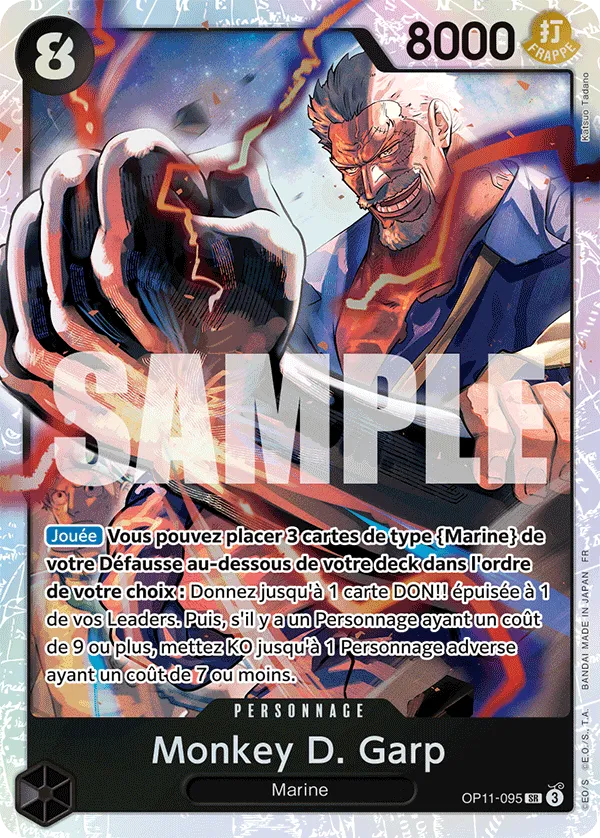 8
8000
打
FRAPPE
Katsuo Tadano
SAMPLE
Jouée Vous pouvez placer 3 cartes de type {Marine} de
votre Défausse au-dessous de votre deck dans l'ordre
de votre choix : Donnez jusqu'à 1 carte DON!! épuisée à 1
de vos Leaders. Puis, s'il y a un Personnage ayant un coût
de 9 ou plus, mettez KO jusqu'à 1 Personnage adverse
ayant un coût de 7 ou moins.
©EO/S ©E.O./S, T.A. BANDAI MADE IN JAPAN FR
PERSONNAGE
Monkey D. Garp
Marine
OP11-095 SR 3